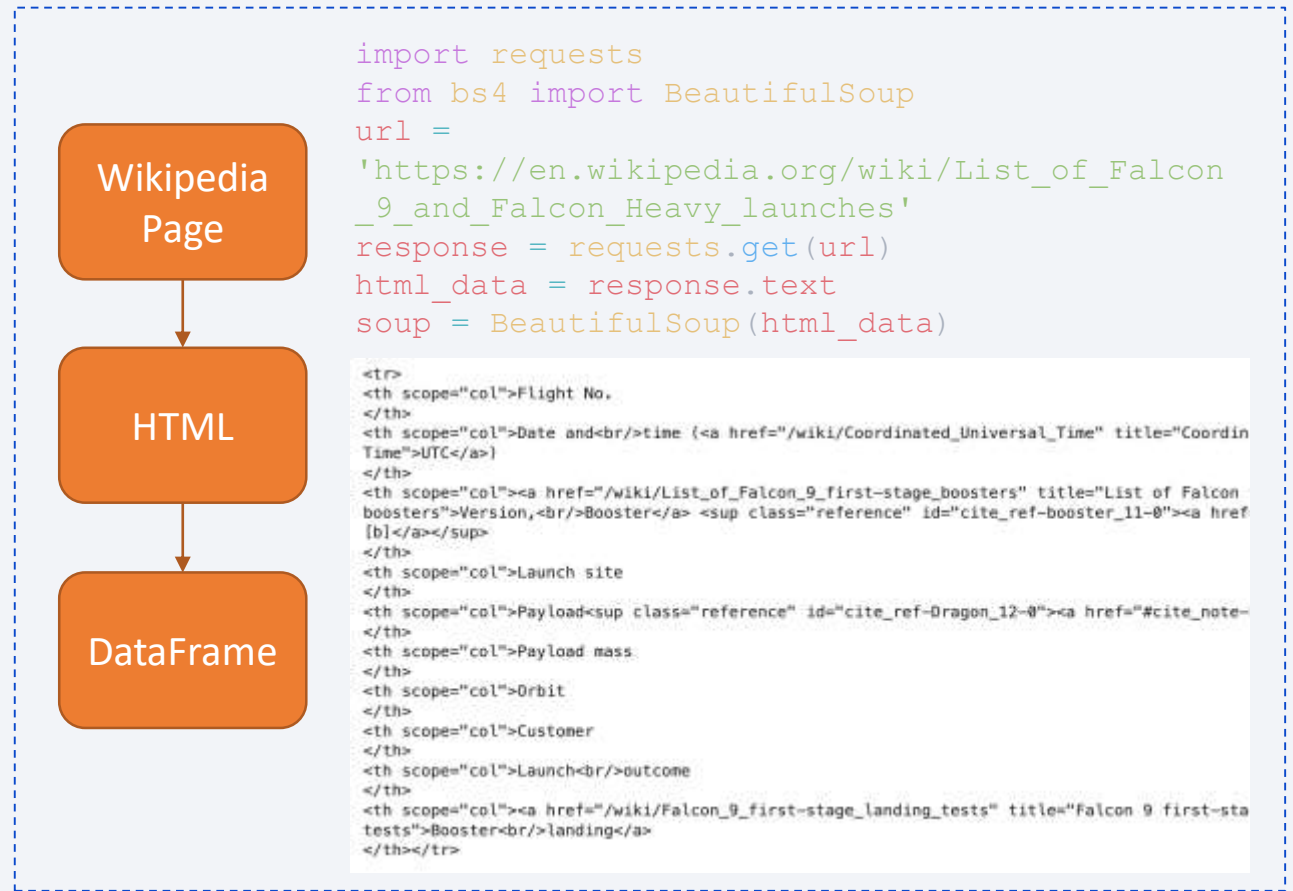 Wikipedia
Page
HTML
DataFrame
import requests
from bs4 import BeautifulSoup
url =
'https://en.wikipedia.org/wiki/List_of_Falcon
_9_and_Falcon_Heavy_launches'
response = requests.get(url)
html_data = response.text
soup = BeautifulSoup(html_data)
<tr>
<th scope="col">Flight No.
</th>
<th scope="col">Date and<br/>time (<a href="/wiki/Coordinated_Universal_Time" title="Coordin
Time">UTC</a>)
</th>
<th scope="col"><a href="/wiki/List_of_Falcon_9_first-stage_boosters" title="List of Falcon
boosters">Version,<br/>Booster</a> <sup class="reference" id="cite_ref-booster_11-0"><a href
[b]</a></sup>
</th>
<th scope="col">Launch site
</th>
<th scope="col">Payload<sup class="reference" id="cite_ref-Dragon_12-0"><a href="#cite_note-
</th>
<th scope="col">Payload mass
</th>
<th scope="col">Orbit
</th>
<th scope="col">Customer
</th>
<th scope="col">Launch<br/>outcome
</th>
<th scope="col"><a href="/wiki/Falcon_9_first-stage_landing_tests" title="Falcon 9 first-sta
tests">Booster<br/>landing</a>
</th></tr>